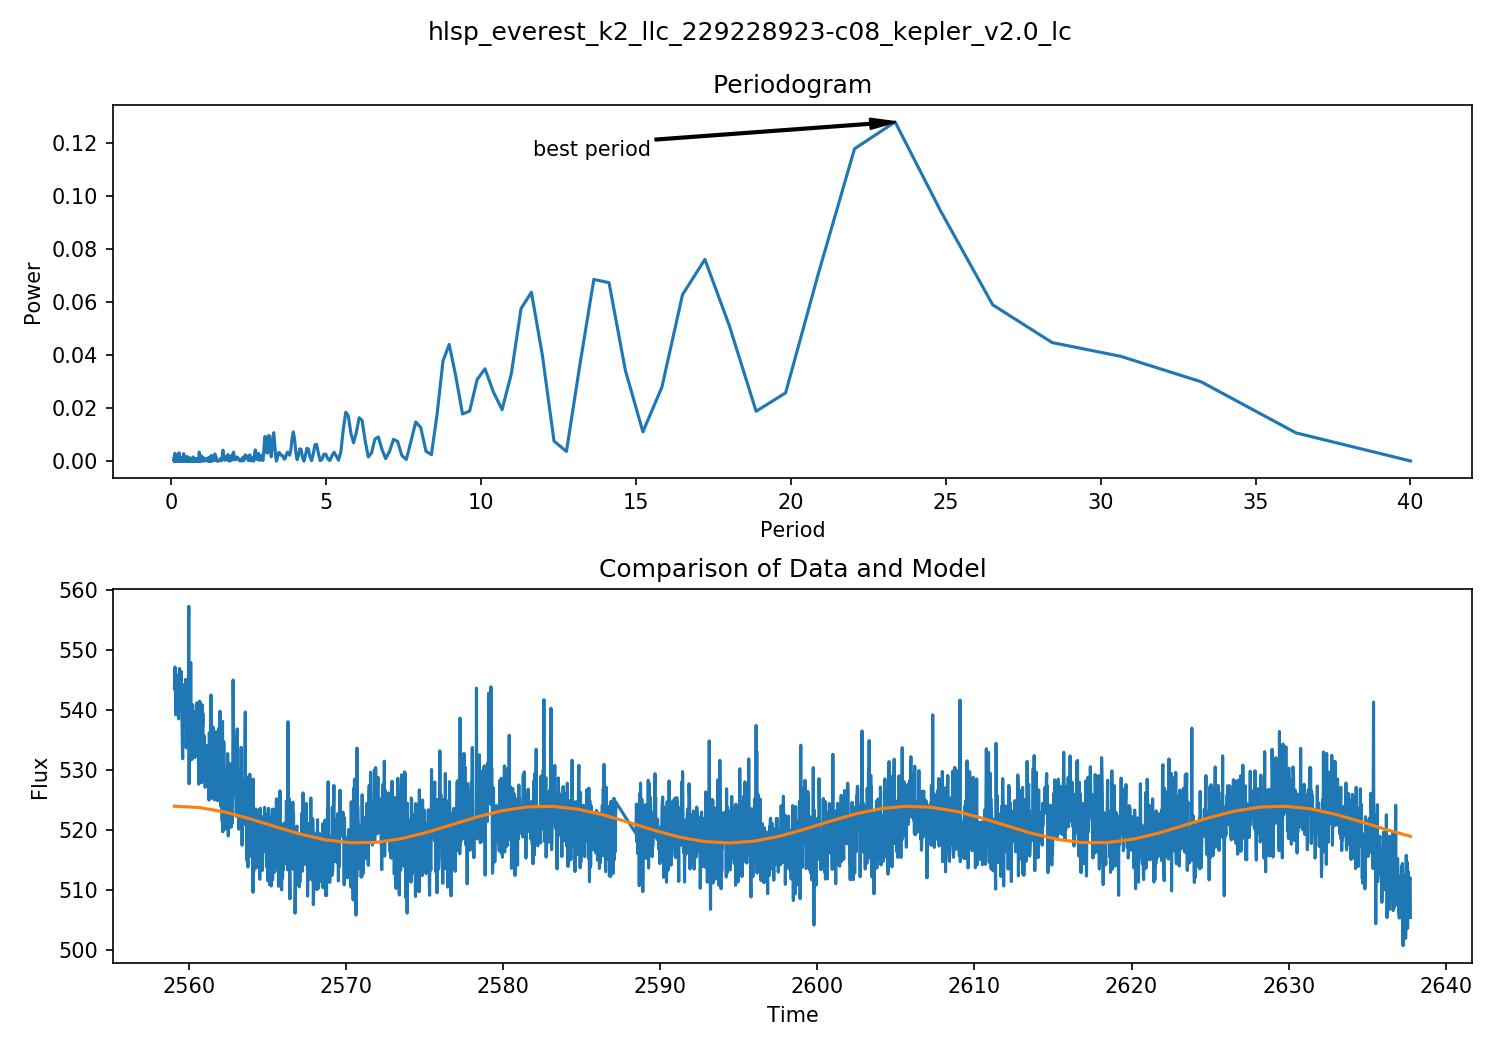 hlsp_everest_k2_llc_229228923-c08_kepler_v2.0_lc
Periodogram
best period
0.12
0.10
0.08
0.06
0.04
0.02
0.00
Power
0 5 10 15 20 25 30 35 40
Period
Comparison of Data and Model
560
550
540
530
520
510
500
Flux
2560 2570 2580 2590 2600 2610 2620 2630 2640
Time